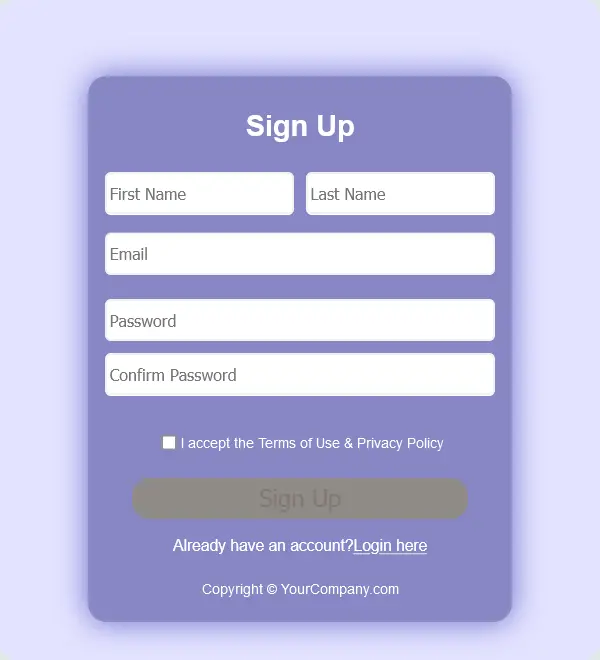 Sign Up
First Name Last Name
Email
Password
Confirm Password
I accept the Terms of Use & Privacy Policy
Sign Up
Already have an account?Login here
Copyright © YourCompany.com